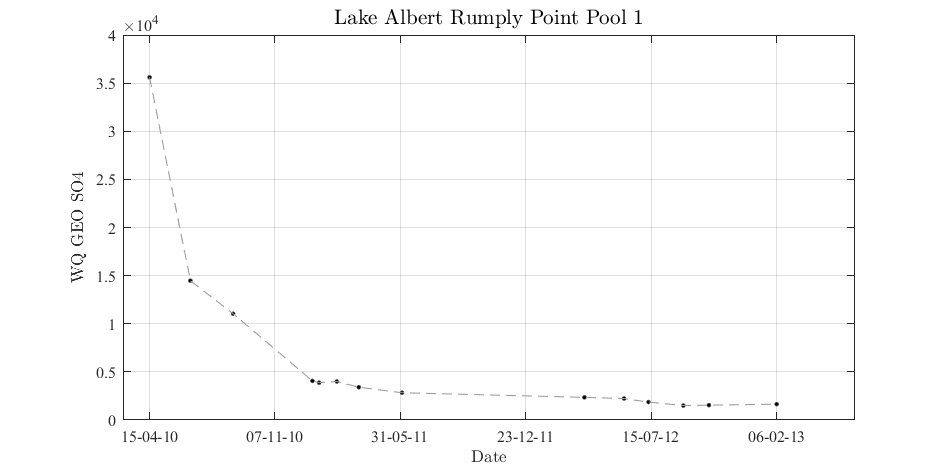 Lake Albert Rumply Point Pool 1
×10⁴
4
3.5
3
2.5
2
1.5
1
0.5
0
WQ GEO SO4
15-04-10 07-11-10 31-05-11 23-12-11 15-07-12 06-02-13
Date